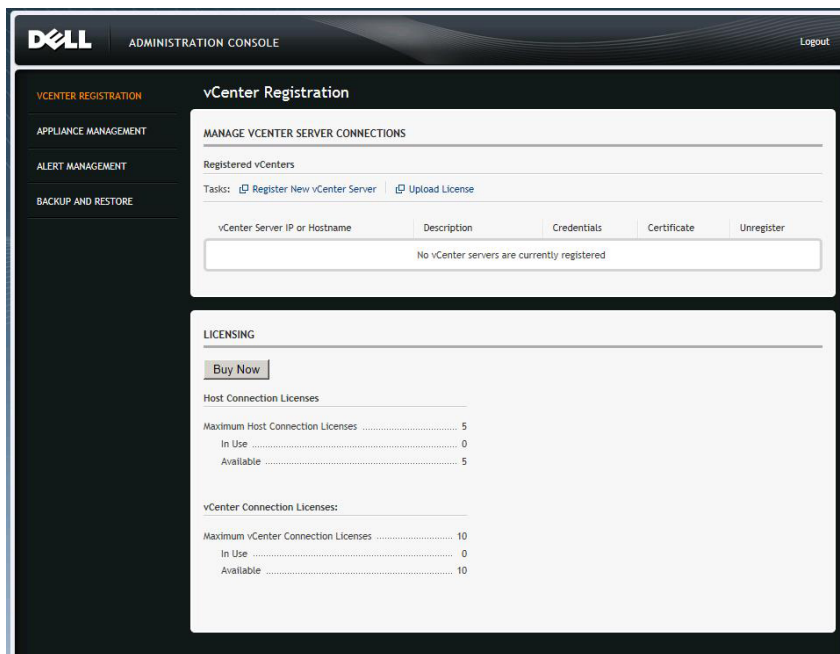 DELL ADMINISTRATION CONSOLE Logout
VCENTER REGISTRATION
APPLIANCE MANAGEMENT
ALERT MANAGEMENT
BACKUP AND RESTORE
vCenter Registration
MANAGE VCENTER SERVER CONNECTIONS
Registered vCenters
Tasks: Register New vCenter Server Upload License
vCenter Server IP or Hostname Description Credentials Certificate Unregister
No vCenter servers are currently registered
LICENSING
Buy Now
Host Connection Licenses
Maximum Host Connection Licenses ................................ 5
In Use ................................................................ 0
Available ............................................................ 5
vCenter Connection Licenses:
Maximum vCenter Connection Licenses .......................... 10
In Use ................................................................ 0
Available ............................................................ 10